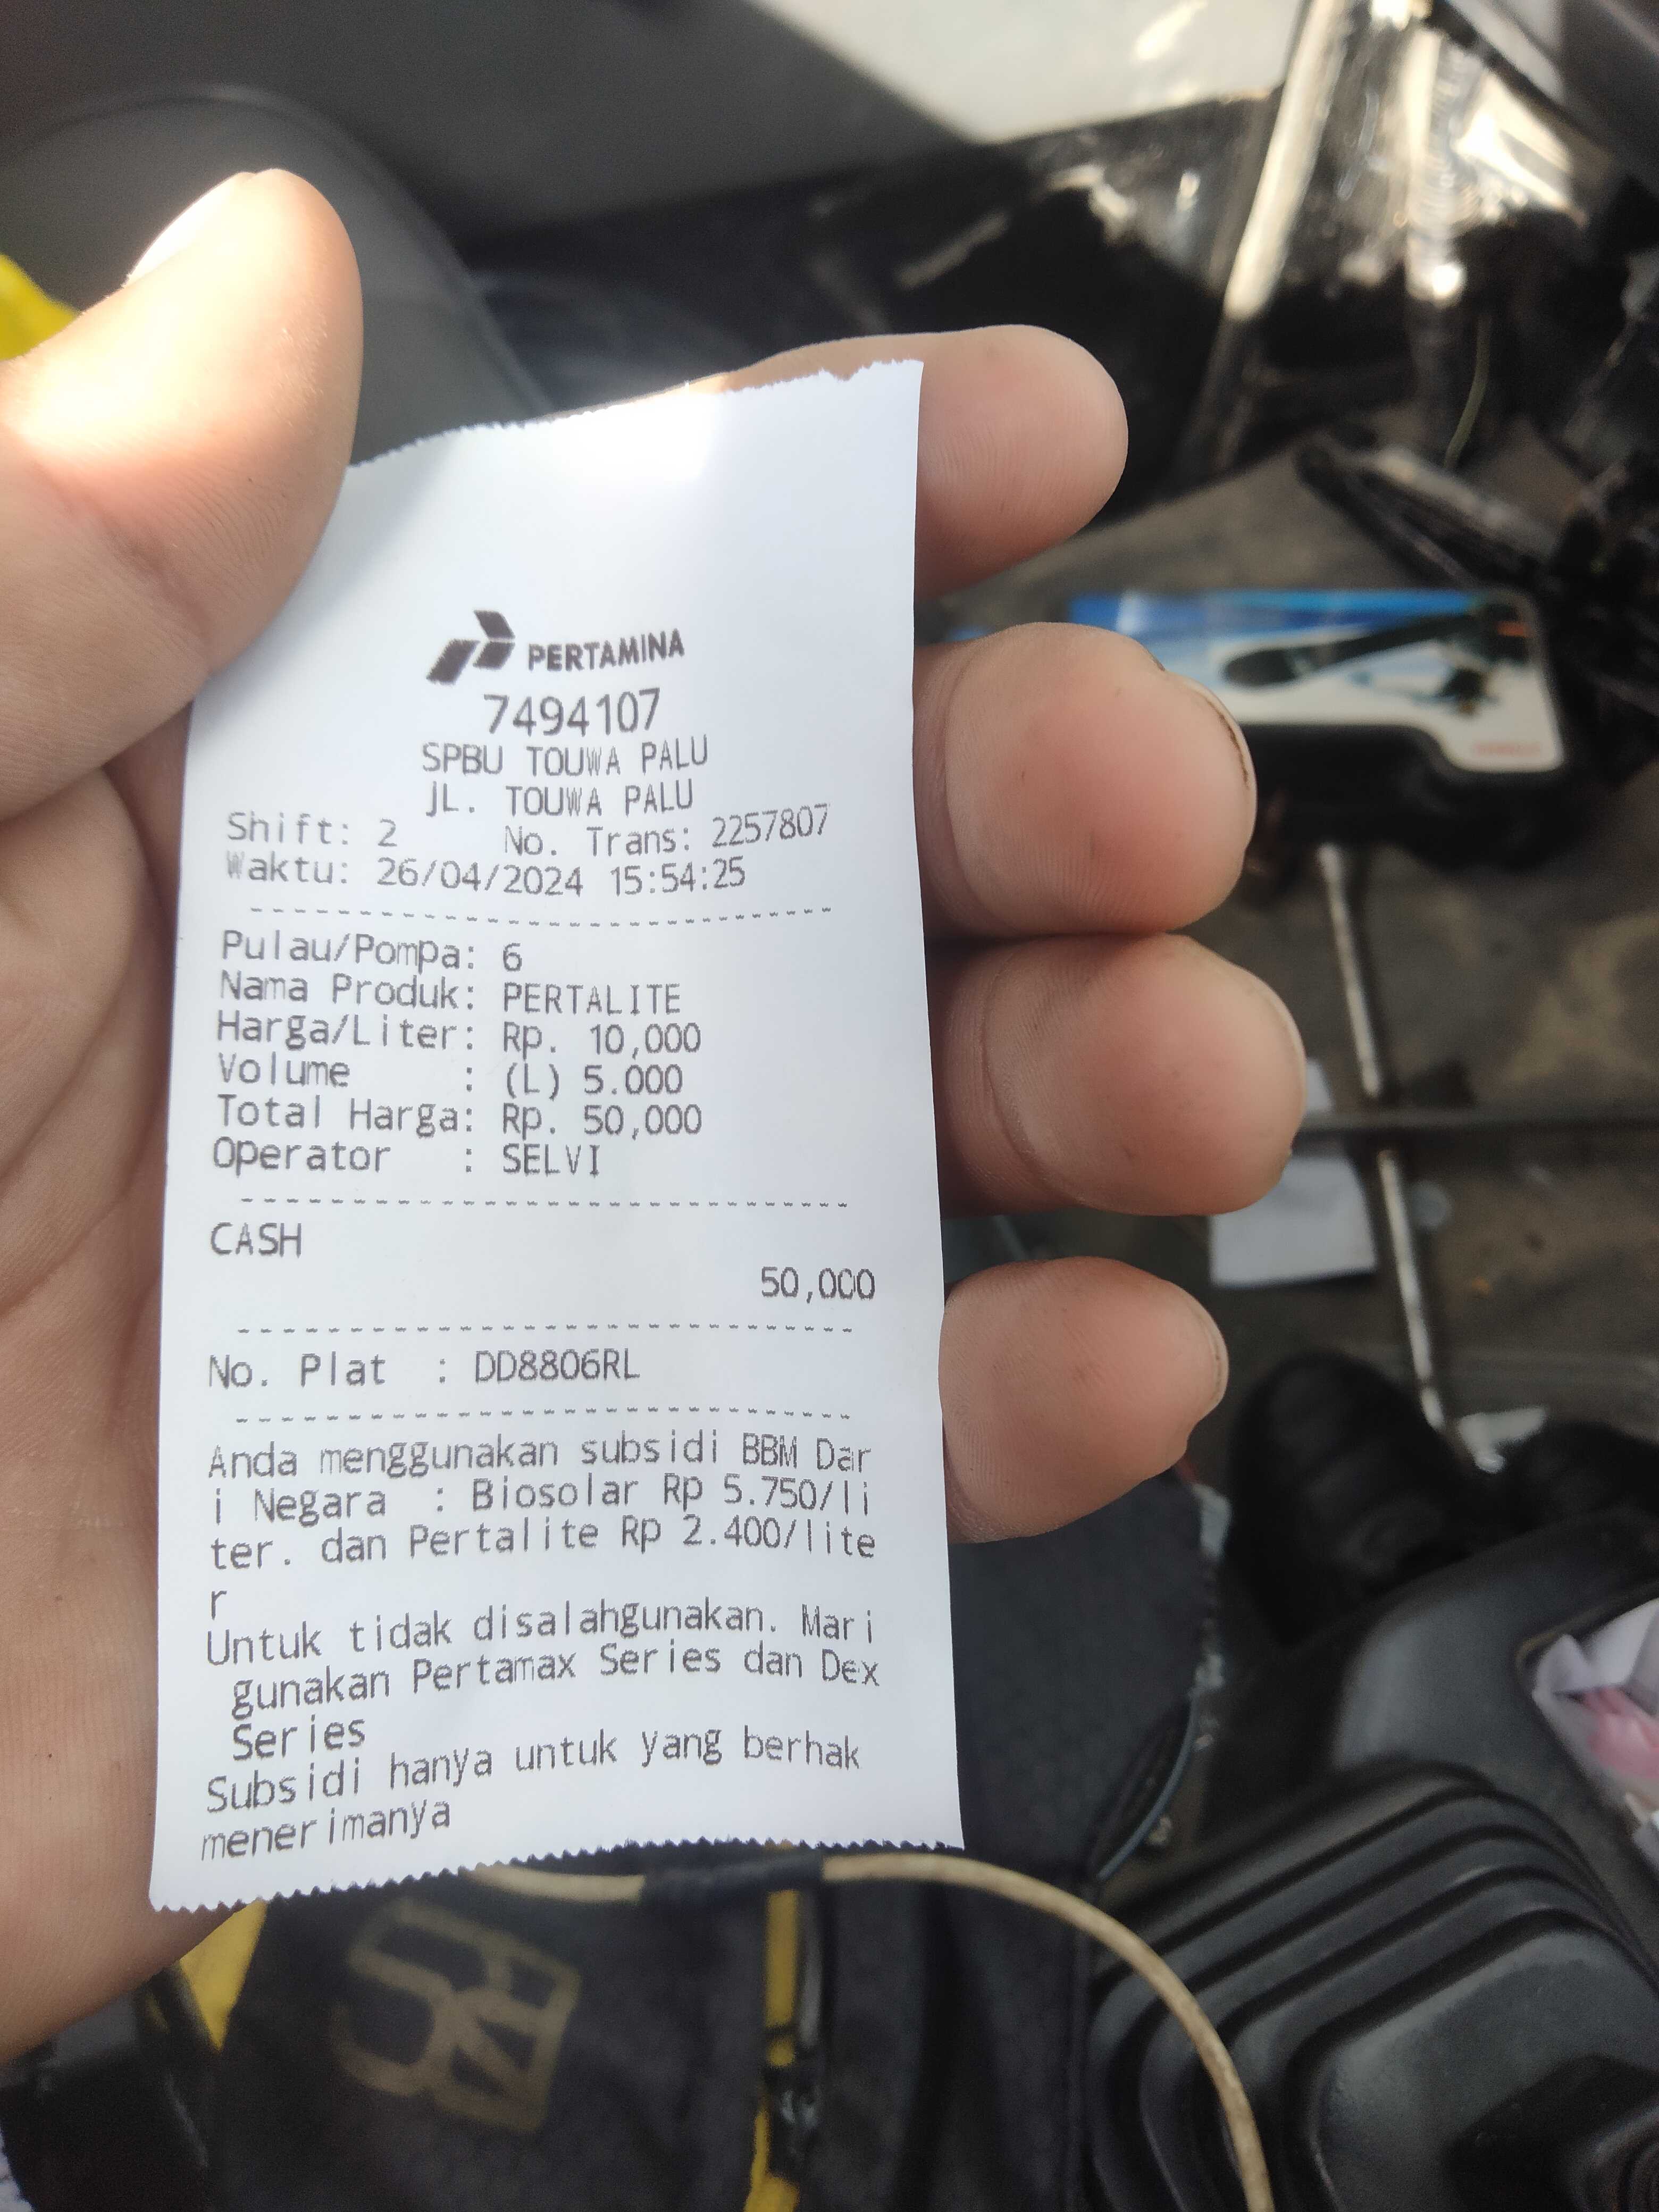 PERTAMINA
7494107
SPBU TOUWA PALU
JL. TOUWA PALU
Shift: 2 No. Trans: 2257807
Waktu: 26/04/2024 15:54:25
------------------------------
Pulau/Pompa: 6
Nama Produk: PERTALITE
Harga/Liter: Rp. 10,000
Volume : (L) 5.000
Total Harga: Rp. 50,000
Operator : SELVI
------------------------------
CASH
50,000
------------------------------
No. Plat : DD8806RL
------------------------------
Anda menggunakan subsidi BBM Dar
i Negara : Biosolar Rp 5.750/li
ter. dan Pertalite Rp 2.400/lite
r
Untuk tidak disalahgunakan. Mari
gunakan Pertamax Series dan Dex
Series
Subsidi hanya untuk yang berhak
menerimanya